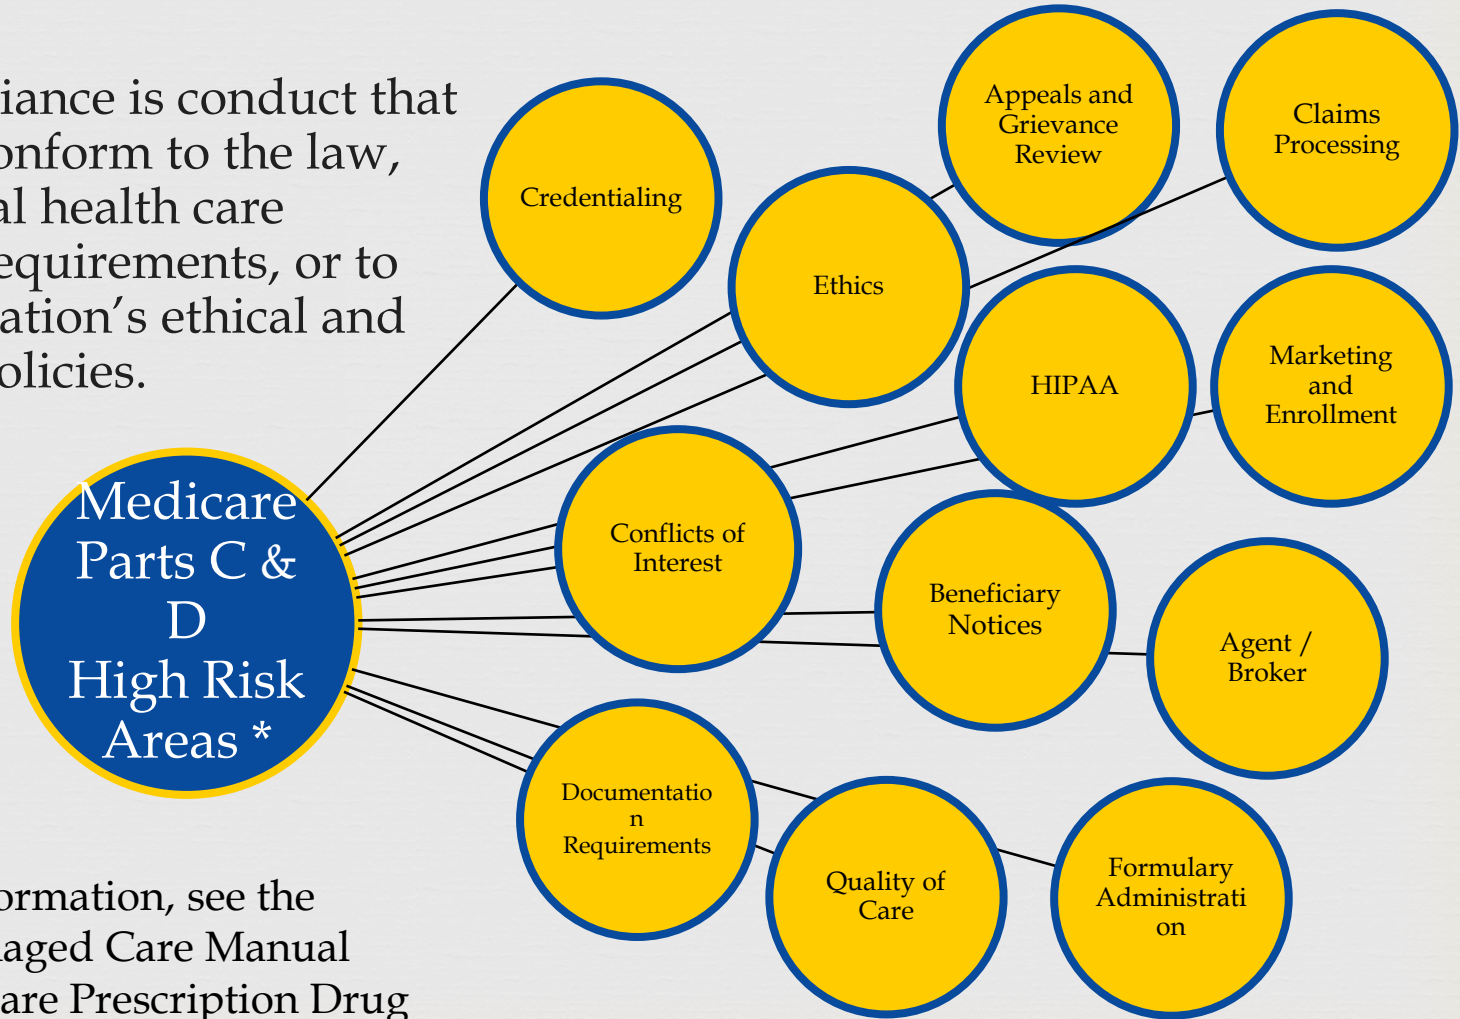 iance is conduct that
onform to the law,
al health care
equirements, or to
ation’s ethical and
olicies.
Credentialing
Appeals and
Grievance
Review
Claims
Processing
Ethics
HIPAA
Marketing
and
Enrollment
Medicare
Parts C &
D
High Risk
Areas *
Conflicts of
Interest
Beneficiary
Notices
Agent /
Broker
Documentatio
n
Requirements
Quality of
Care
Formulary
Administrati
on
ormation, see the
aged Care Manual
are Prescription Drug